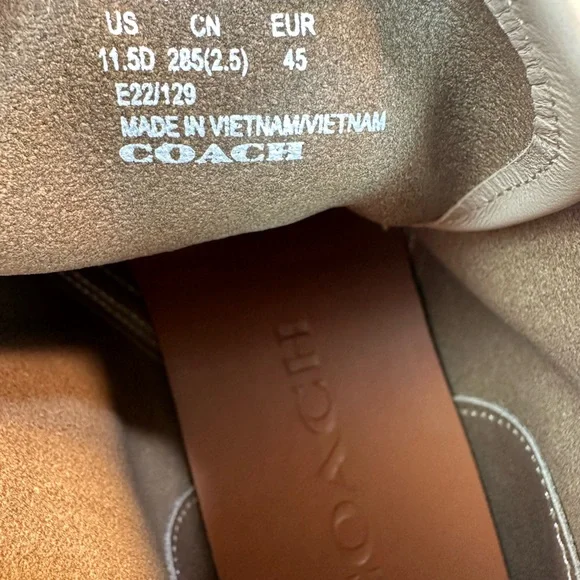 US CN EUR
11.5D 285(2.5) 45
E22/129
MADE IN VIETNAM/VIETNAM
COACH
COACH